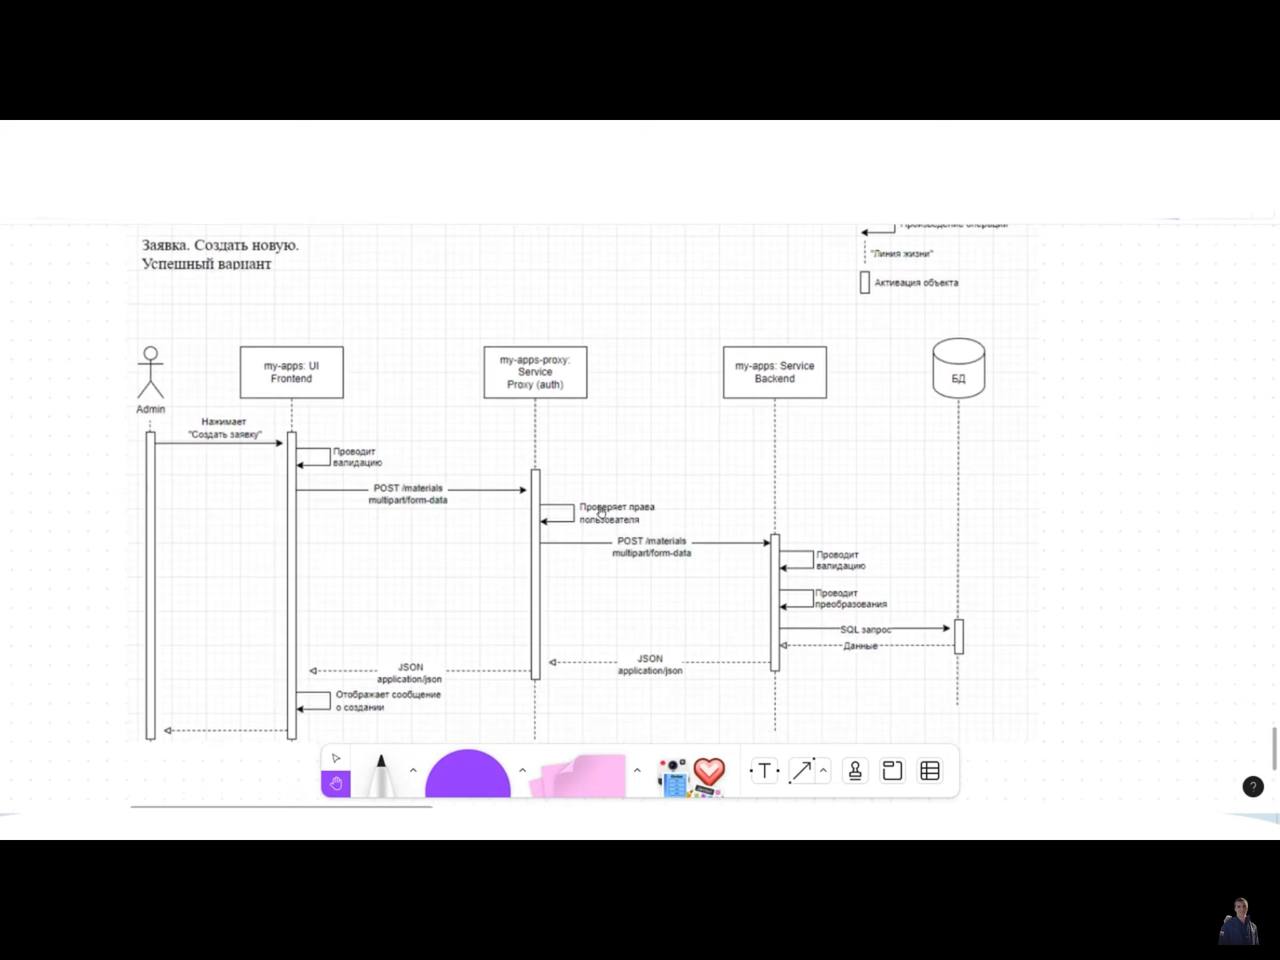 Заявка. Создать новую.
Успешный вариант
"Линия жизни"
Активация объекта
my-apps: UI
Frontend
my-apps-proxy:
Service
Proxy (auth)
my-apps: Service
Backend
БД
Admin
Нажимает
"Создать заявку"
Проводит
валидацию
POST /materials
multipart/form-data
Проверяет права
пользователя
POST /materials
multipart/form-data
Проводит
валидацию
Проводит
преобразования
SQL запрос
Данные
JSON
application/json
JSON
application/json
Отображает сообщение
о создании
T
?